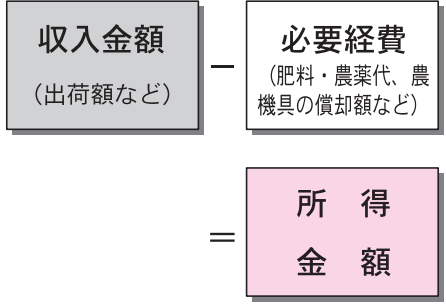 収入金額
（出荷額など）
−
必要経費
（肥料・農薬代、農
機具の償却額など）
＝
所　得
金　額